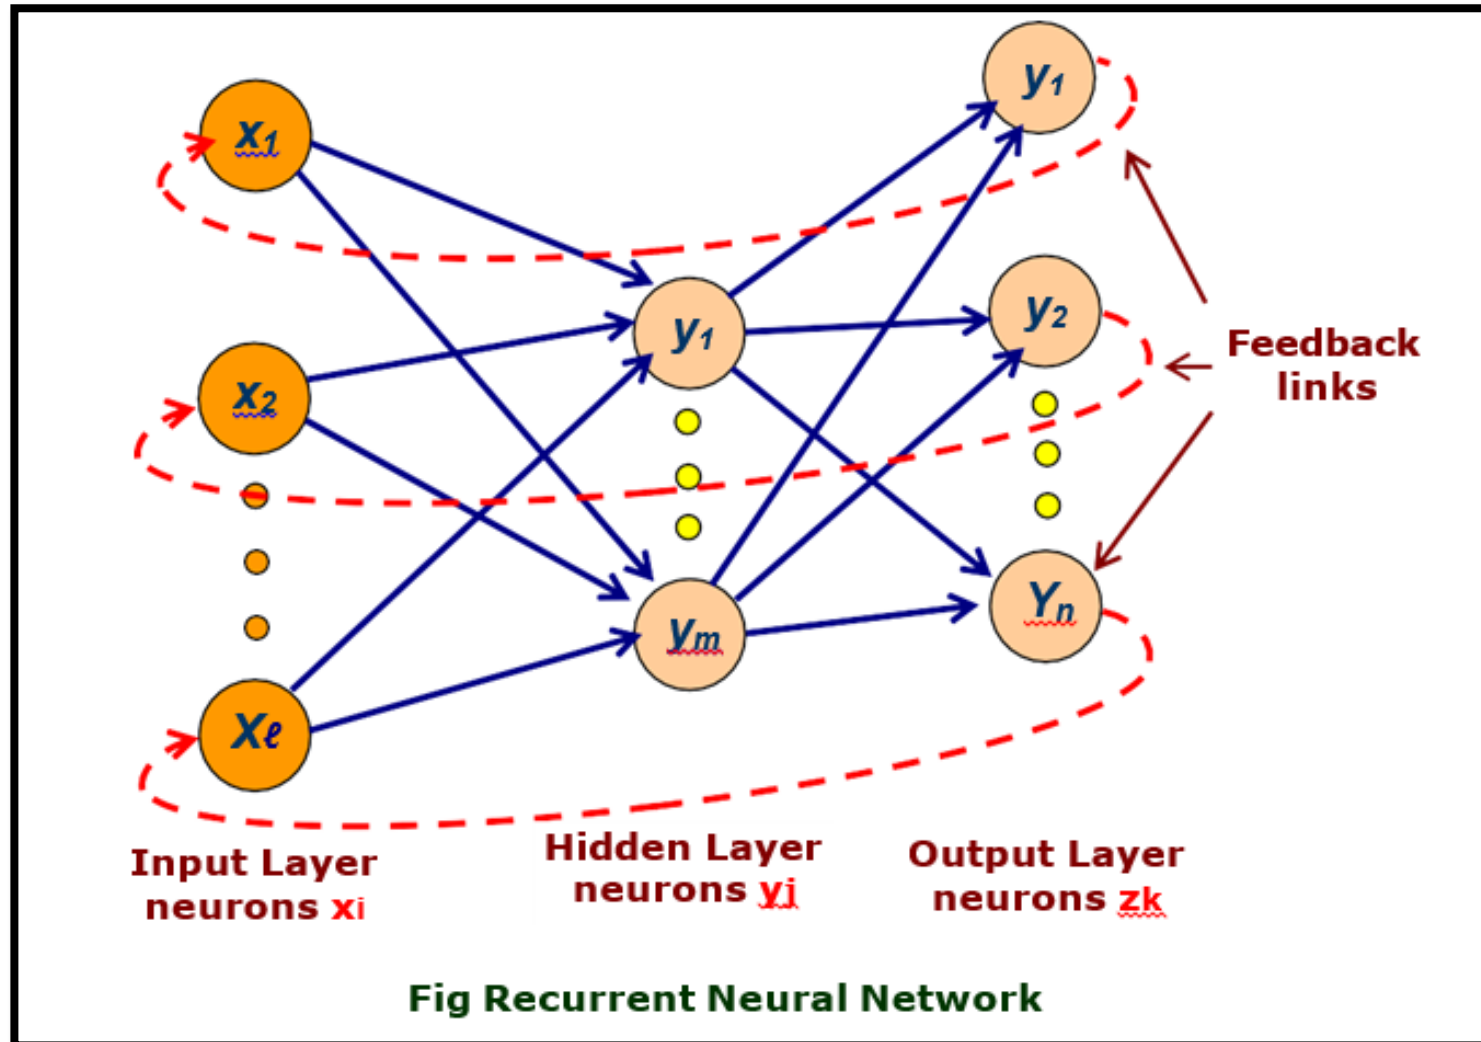 y1
x1
y2
Feedback
links
y1
x2
Yn
ym
Xℓ
Input Layer
neurons xi
Hidden Layer
neurons yj
Output Layer
neurons zk
Fig Recurrent Neural Network